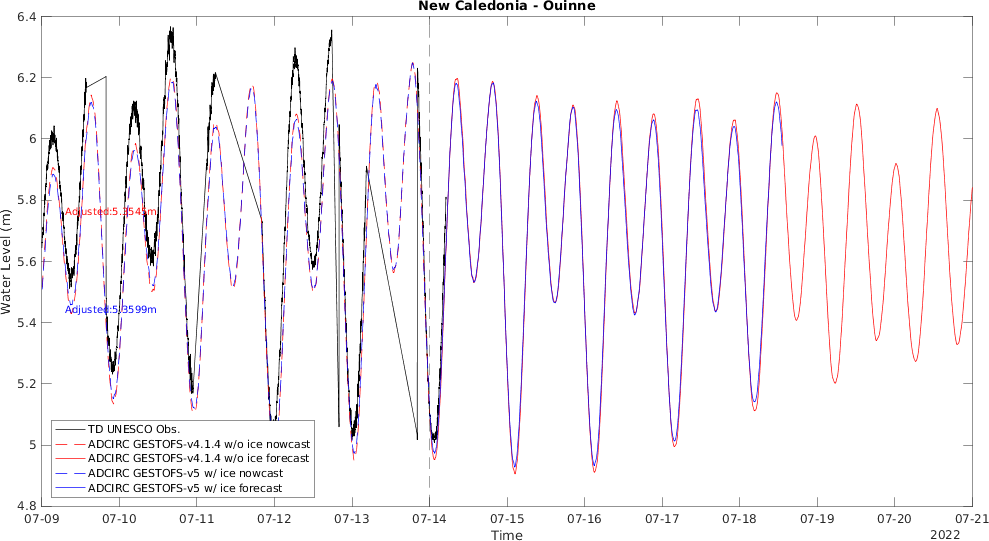 New Caledonia - Ouinne
6.4
6.2
6
5.8
5.6
5.4
5.2
5
4.8
Water Level (m)
Adjusted:5.3545m
Adjusted:5.3599m
TD UNESCO Obs.
ADCIRC GESTOFS-v4.1.4 w/o ice nowcast
ADCIRC GESTOFS-v4.1.4 w/o ice forecast
ADCIRC GESTOFS-v5 w/ ice nowcast
ADCIRC GESTOFS-v5 w/ ice forecast
07-09 07-10 07-11 07-12 07-13 07-14 07-15 07-16 07-17 07-18 07-19 07-20 07-21
Time
2022